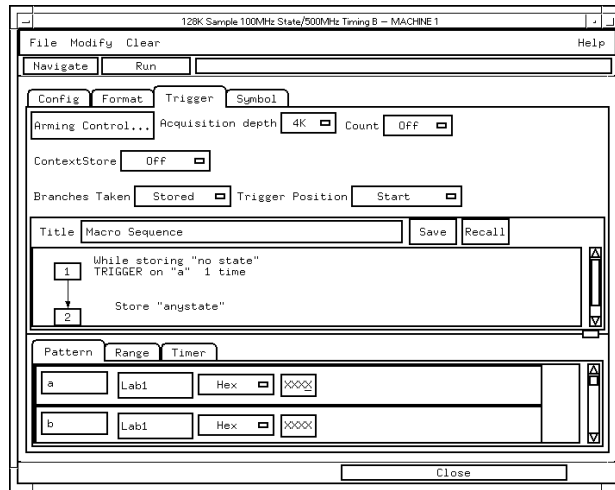 128K Sample 100MHz State/500MHz Timing B — MACHINE 1
File Modify Clear Help
Navigate Run
Config Format Trigger Symbol
Arming Control... Acquisition depth 4K Count Off
ContextStore Off
Branches Taken Stored Trigger Position Start
Title Macro Sequence Save Recall
While storing "no state"
1 TRIGGER on "a" 1 time
Store "anystate"
2
Pattern Range Timer
a Lab1 Hex XXXX
b Lab1 Hex XXXX
Close